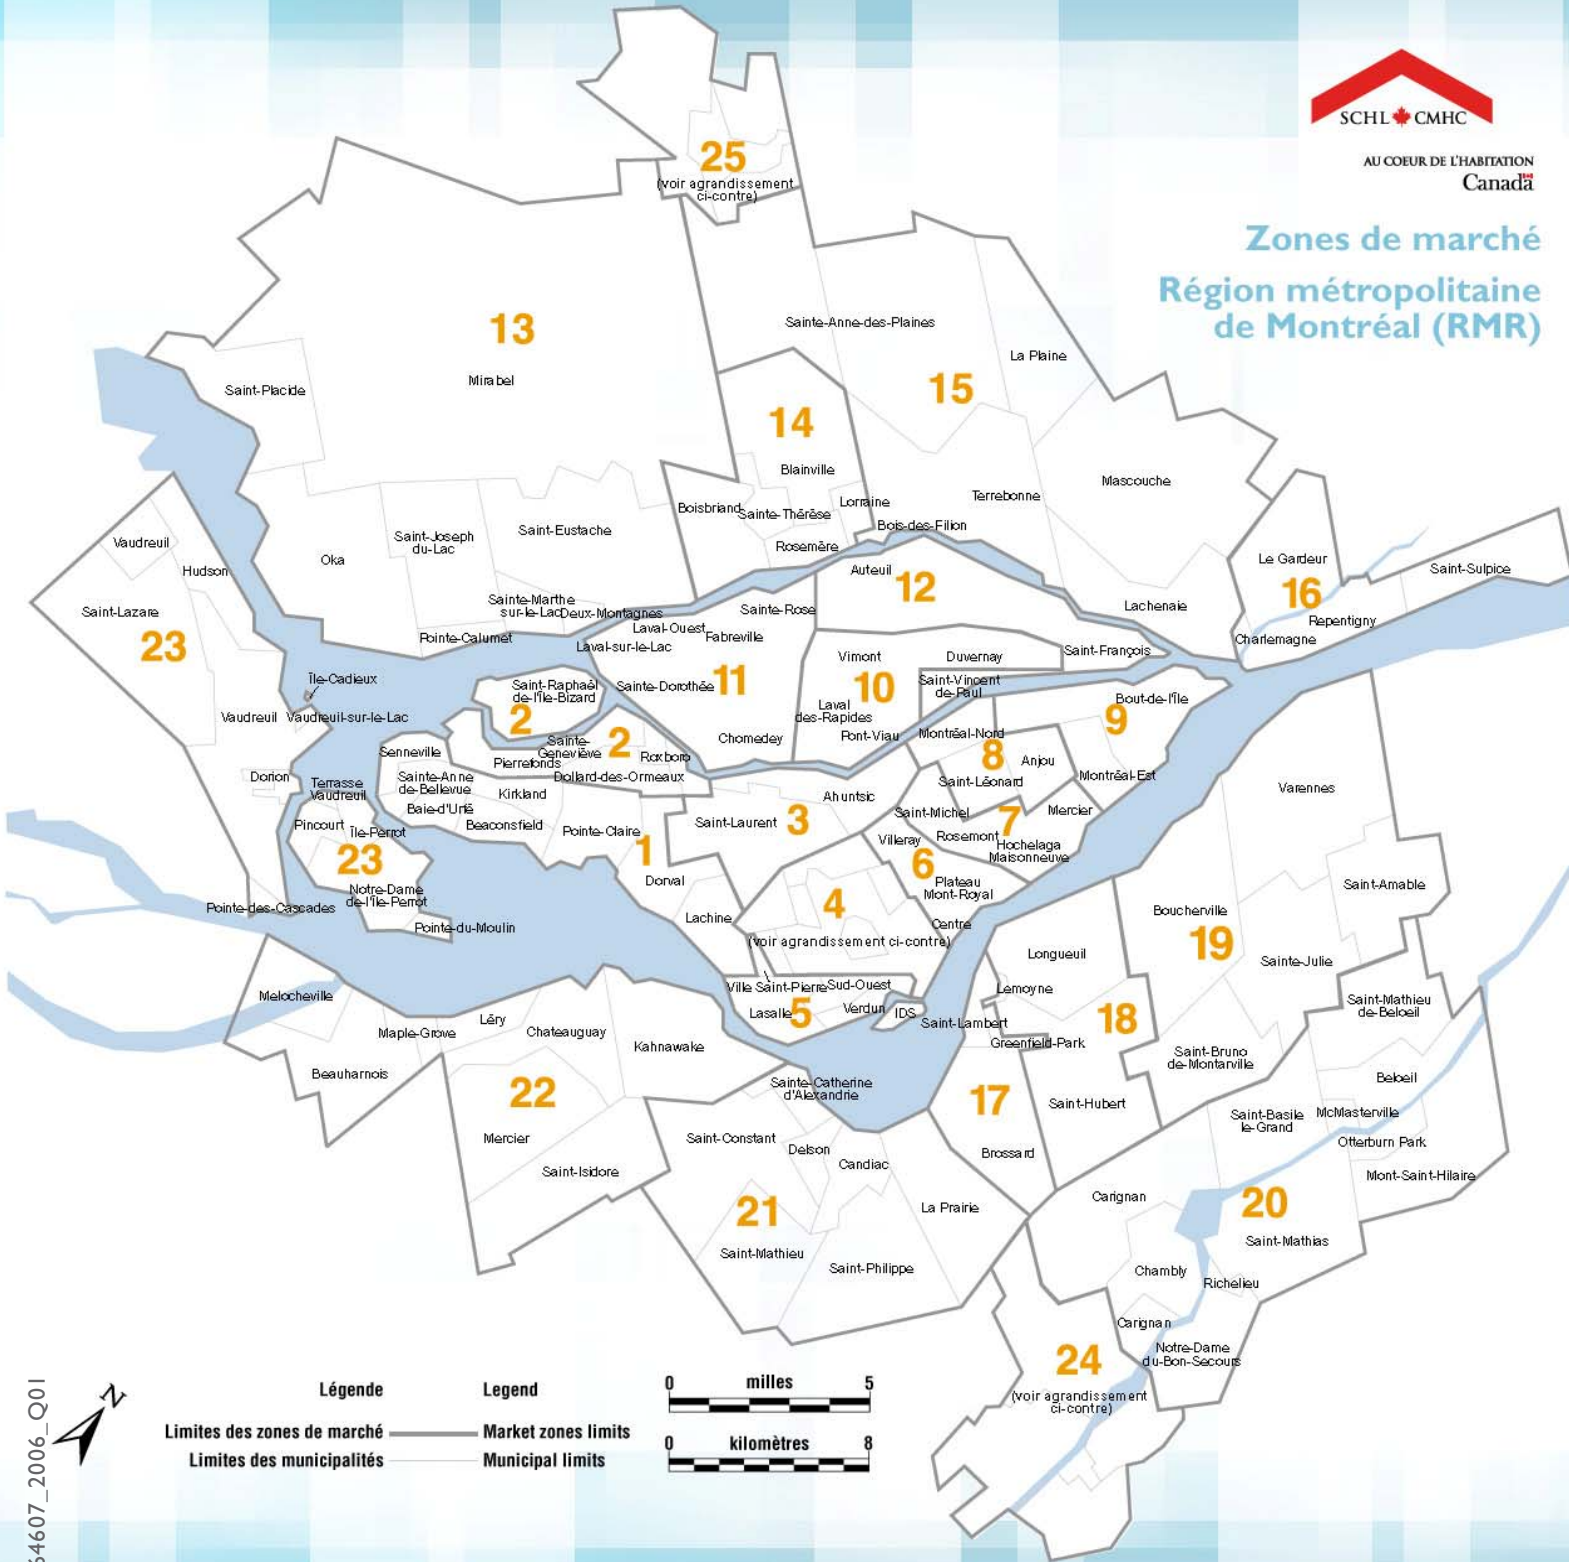 SCHL CMHC
AU COEUR DE L'HABITATION
Canada
Zones de marché
Région métropolitaine
de Montréal (RMR)
25
(voir agrandissement
ci-contre)
13
Mirabel
Saint-Placide
Sainte-Anne-des-Plaines
La Plaine
15
14
Blainville
Mascouche
Terrebonne
Lorraine
Boisbriand
Sainte-Thérèse
Bois-des-Filion
Rosemère
Saint-Eustache
Saint-Joseph
du-Lac
Oka
Vaudreuil
Hudson
Saint-Lazare
23
Sainte-Marthe
sur-le-Lac
Deux-Montagnes
Pointe-Calumet
Auteuil
12
Sainte-Rose
Laval-Ouest
Fabreville
Laval-sur-le-Lac
Lachenaie
Le Gardeur
16
Saint-Sulpice
Repentigny
Charlemagne
Saint-François
Duvernay
Vimont
10
Saint-Vincent
de-Paul
Laval
des-Rapides
Pont-Viau
Sainte-Dorothée
11
Chomedey
Île-Cadieux
Vaudreuil
Vaudreuil-sur-le-Lac
Saint-Raphaël
de-l'Île-Bizard
2
Sainte-
Geneviève
2
Roxboro
Pierrefonds
Dollard-des-Ormeaux
Senneville
Sainte-Anne
de-Bellevue
Kirkland
Baie-d'Urfé
Beaconsfield
Pointe-Claire
1
Dorval
Lachine
Bout-de-l'Île
9
Montréal-Nord
8
Anjou
Montréal-Est
Saint-Léonard
Ahuntsic
Saint-Laurent
3
Saint-Michel
7
Mercier
Villeray
Rosemont
Hochelaga
Maisonneuve
6
Plateau
Mont-Royal
Centre
4
(voir agrandissement ci-contre)
Ville Saint-Pierre
Sud-Ouest
Lasalle
5
Verdun
IDS
Dorion
Terrasse
Vaudreuil
Pincourt
Île-Perrot
23
Notre-Dame
de-l'Île-Perrot
Pointe-des-Cascades
Pointe-du-Moulin
Varennes
Saint-Amable
Boucherville
19
Sainte-Julie
Longueuil
Lemoyne
18
Saint-Lambert
Greenfield-Park
Saint-Mathieu
de-Beloeil
Saint-Bruno
de-Montarville
Beloeil
Saint-Hubert
17
Brossard
Saint-Basile
le-Grand
McMasterville
Otterburn Park
Mont-Saint-Hilaire
Carignan
20
Saint-Mathias
Chambly
Richelieu
Carignan
Notre-Dame
du-Bon-Secours
24
(voir agrandissement
ci-contre)
Melocheville
Maple-Grove
Léry
Chateauguay
Kahnawake
Beauharnois
22
Mercier
Saint-Isidore
Sainte-Catherine
d'Alexandrie
Saint-Constant
Delson
Candiac
La Prairie
21
Saint-Mathieu
Saint-Philippe
N
Légende
Legend
Limites des zones de marché
Market zones limits
Limites des municipalités
Municipal limits
0 milles 5
0 kilomètres 8
64607_2006_Q01